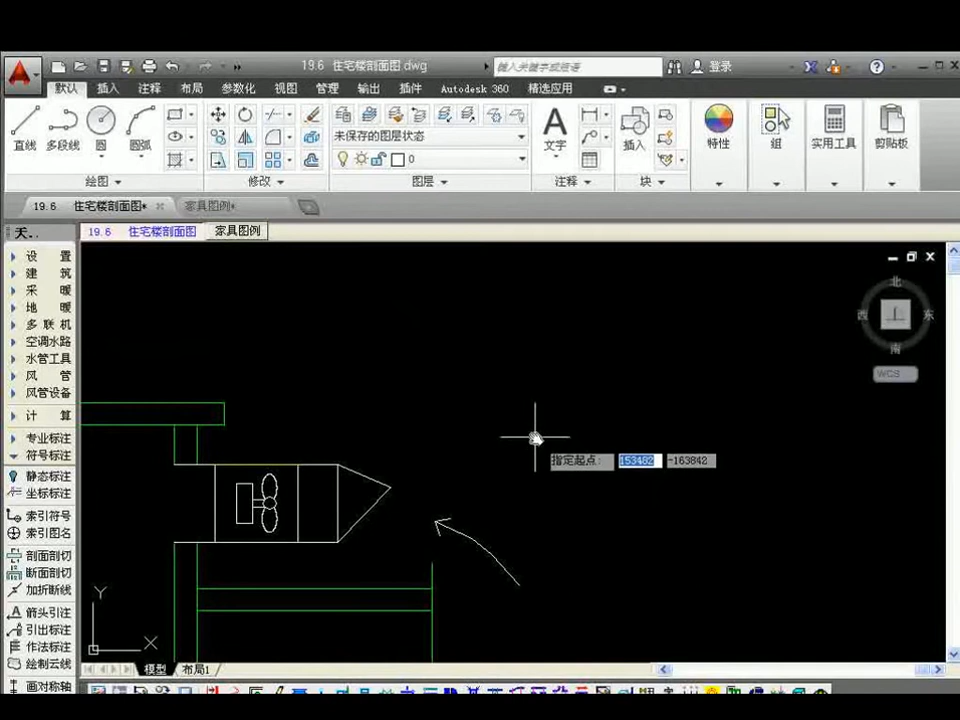 19.6 住宅楼剖面图.dwg 键入关键字或短语 登录
默认 插入 注释 布局 参数化 视图 管理 输出 插件 Autodesk 360 精选应用
未保存的图层状态
直线 多段线 圆 圆弧 文字 插入 特性 组 实用工具 剪贴板
0
绘图 修改 图层 注释 块
19.6 住宅楼剖面图* 家具图例*
天.. 19.6 住宅楼剖面图 家具图例
设 置
建 筑
采 暖
地 暖
多 联 机
空调水路
水管工具
风 管
风管设备
计 算
专业标注
符号标注
静态标注
坐标标注
索引符号
索引图名
剖面剖切
断面剖切
加折断线
箭头引注
引出标注
作法标注
绘制云线
画对称轴
北
西 上 东
南
WCS
指定起点: 153482 -163842
Y
X
模型 布局1